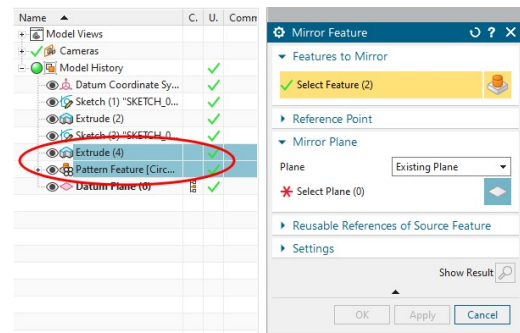 Name C. U. Comm
Model Views
Cameras
Model History
Datum Coordinate Sy...
Sketch (1) "SKETCH_0...
Extrude (2)
Sketch (3) "SKETCH_0...
Extrude (4)
Pattern Feature [Circ...
Datum Plane (6)
Mirror Feature
Features to Mirror
Select Feature (2)
Reference Point
Mirror Plane
Plane Existing Plane
Select Plane (0)
Reusable References of Source Feature
Settings
Show Result
OK Apply Cancel